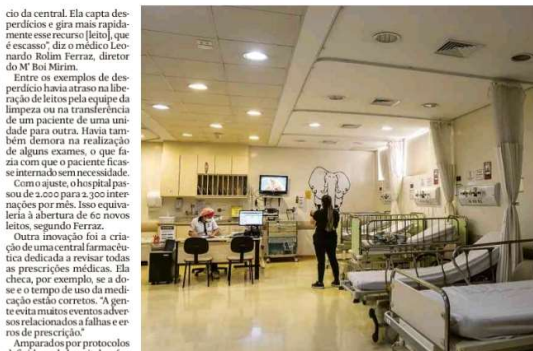 cio da central. Ela capta des-
perdícios e gira mais rapida-
mente esse recurso [leito], que
é escasso", diz o médico Leo-
nardo Rolim Ferraz, diretor
do M' Boi Mirim.
Entre os exemplos de des-
perdício havia atraso na libe-
ração de leitos pela equipe da
limpeza ou na transferência
de um paciente de uma uni-
dade para outra. Havia tam-
bém demora na realização
de alguns exames, o que fa-
zia com que o paciente ficas-
se internado sem necessidade.
Com o ajuste, o hospital pas-
sou de 2.000 para 2.300 inter-
nações por mês. Isso equiva-
leria à abertura de 60 novos
leitos, segundo Ferraz.
Outra inovação foi a cria-
ção de uma central farmacêu-
tica dedicada a revisar todas
as prescrições médicas. Ela
checa, por exemplo, se a do-
se e o tempo de uso da medi-
cação estão corretos. "A gen-
te evita muitos eventos adver-
sos relacionados a falhas e er-
ros de prescrição."
Amparados por protocolos